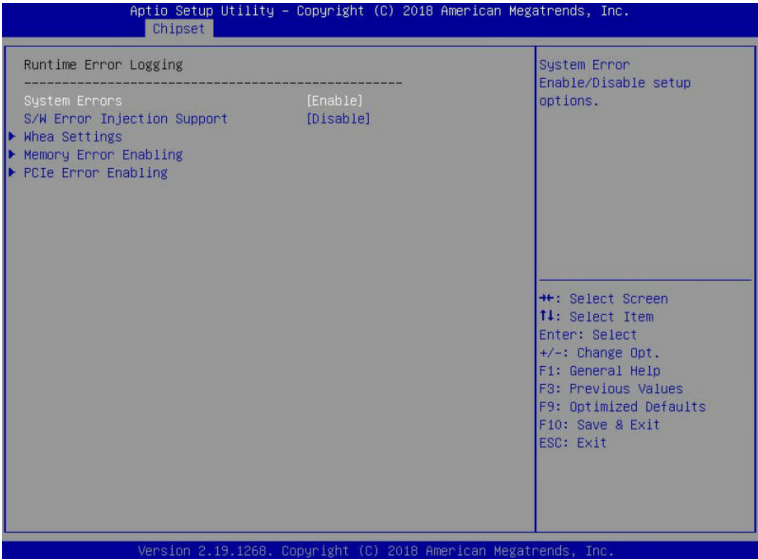 Aptio Setup Utility – Copyright (C) 2018 American Megatrends, Inc.
Chipset
Runtime Error Logging
--------------------------------------------------
System Errors [Enable]
S/W Error Injection Support [Disable]
Whea Settings
Memory Error Enabling
PCIe Error Enabling
System Error
Enable/Disable setup
options.
→←: Select Screen
↑↓: Select Item
Enter: Select
+/-: Change Opt.
F1: General Help
F3: Previous Values
F9: Optimized Defaults
F10: Save & Exit
ESC: Exit
Version 2.19.1268. Copyright (C) 2018 American Megatrends, Inc.